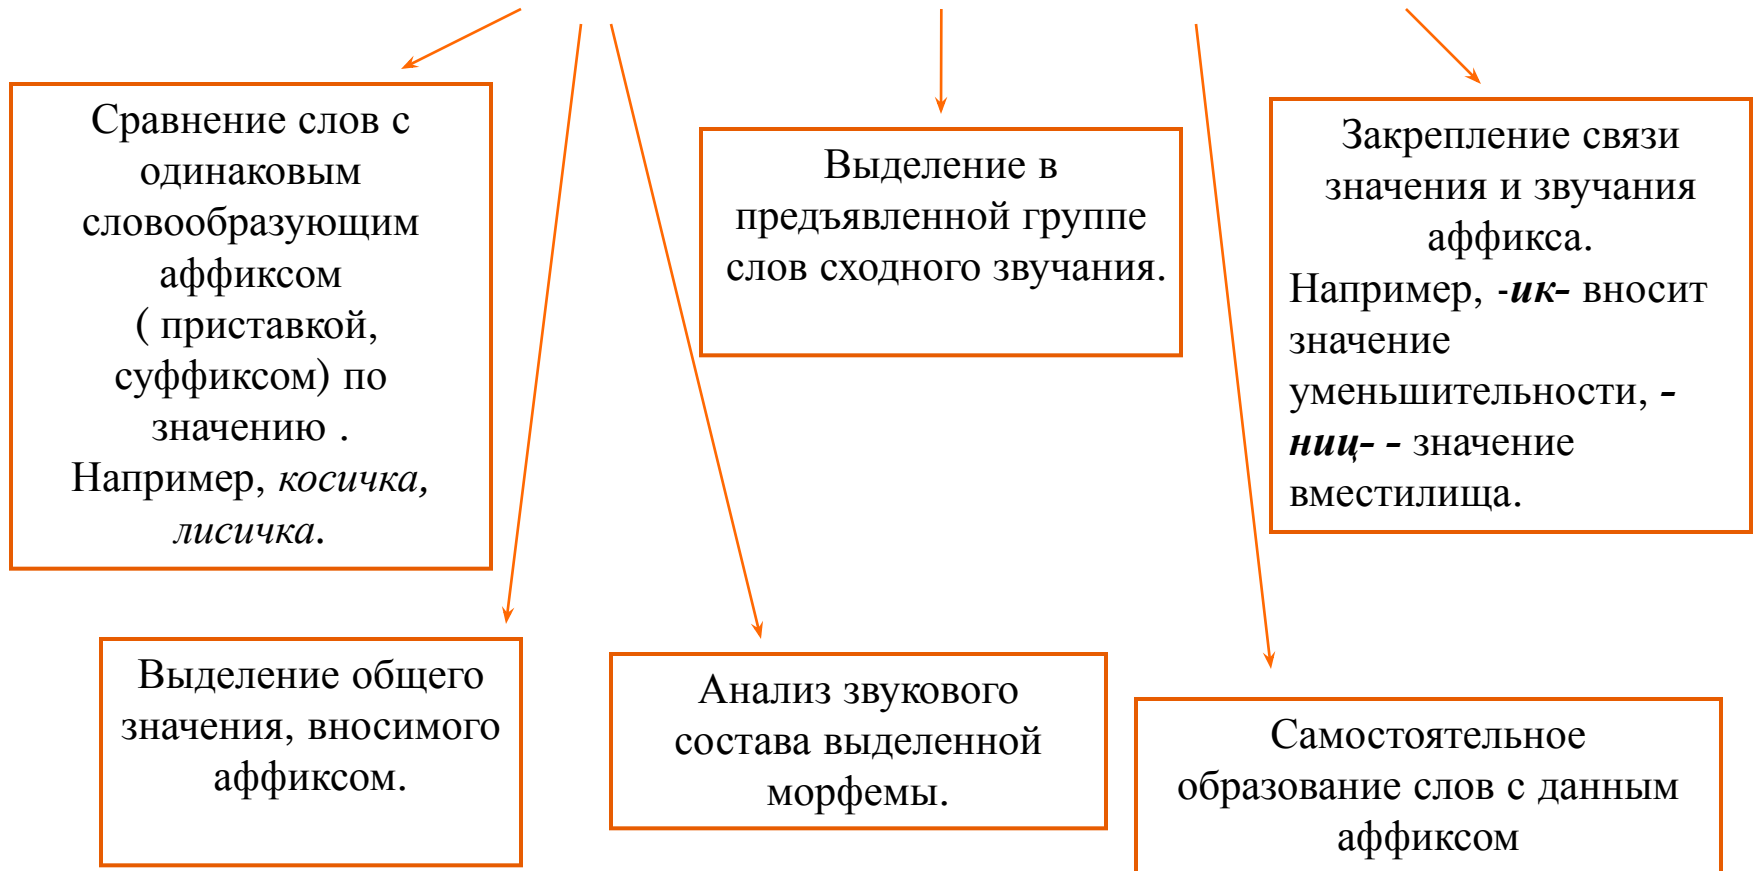 Сравнение слов с
одинаковым
словообразующим
аффиксом
( приставкой,
суффиксом) по
значению .
Например, косичка,
лисичка.
Выделение в
предъявленной группе
слов сходного звучания.
Закрепление связи
значения и звучания
аффикса.
Например, -ик- вносит
значение
уменьшительности, -
ниц- - значение
вместилища.
Выделение общего
значения, вносимого
аффиксом.
Анализ звукового
состава выделенной
морфемы.
Самостоятельное
образование слов с данным
аффиксом